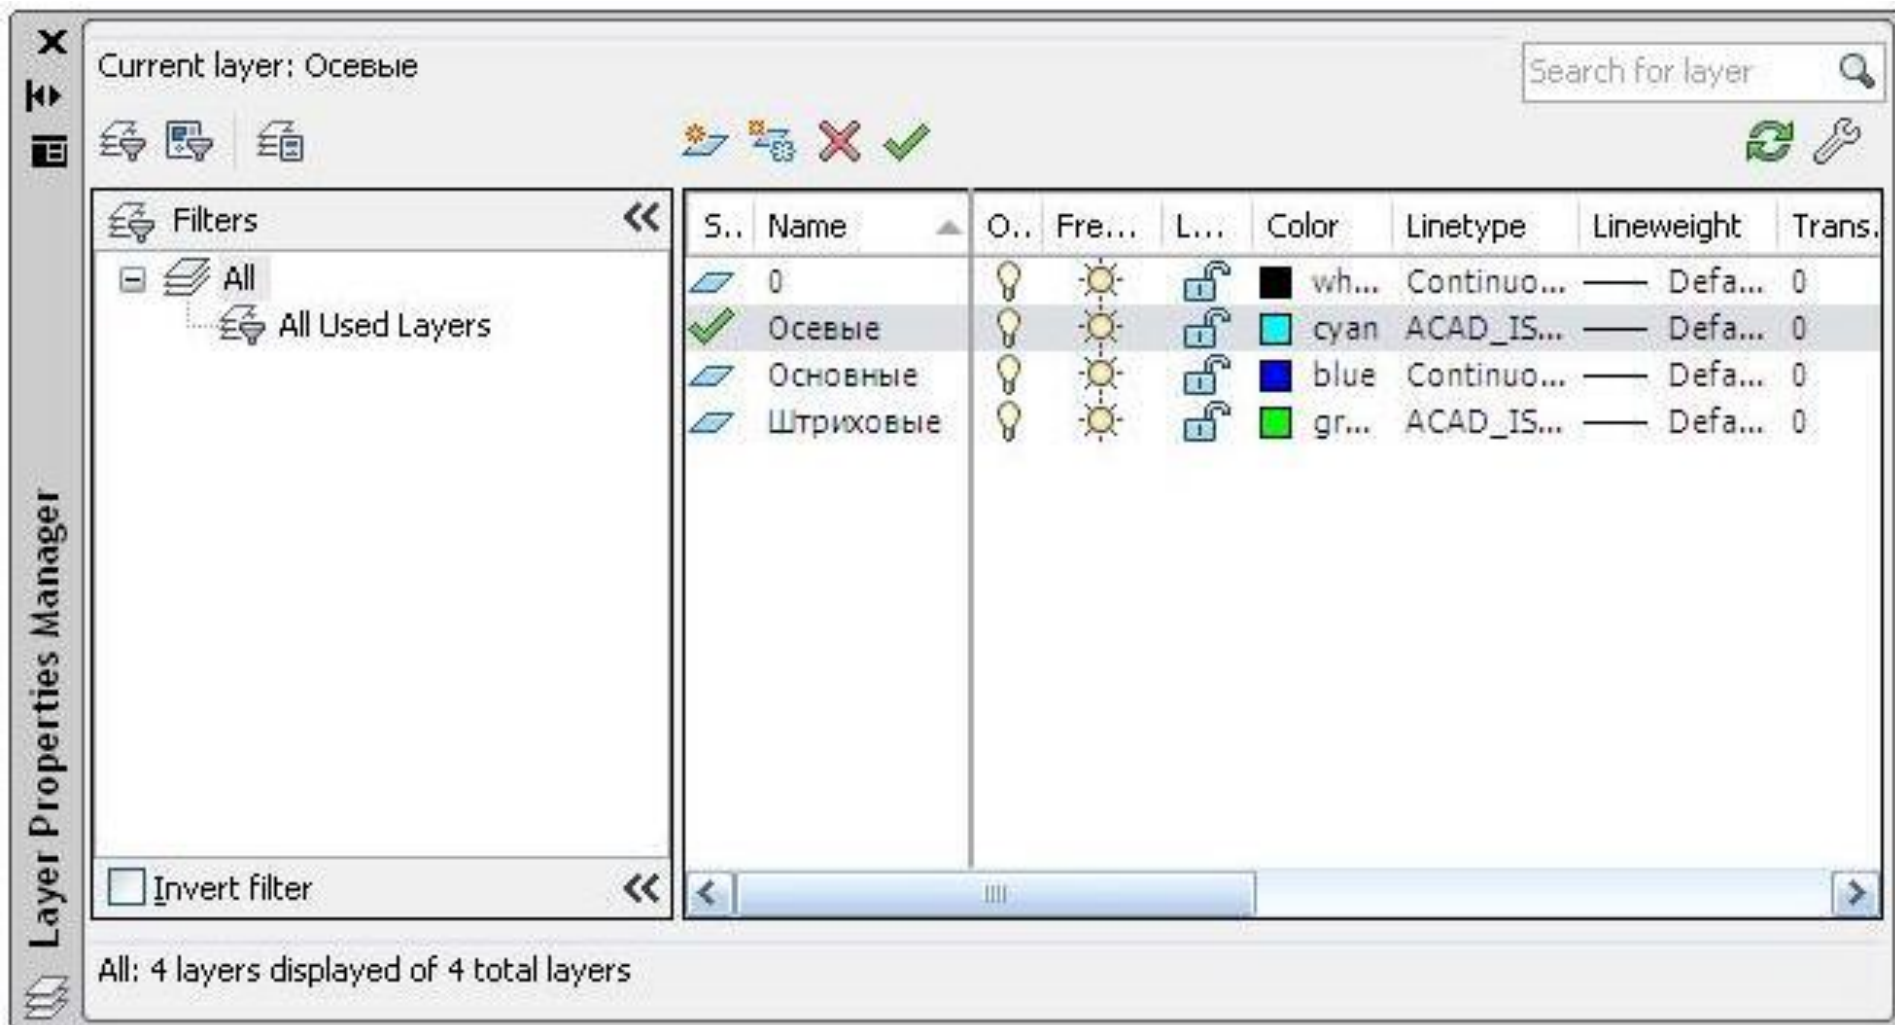 Current layer: Осевые
Search for layer
Filters
All
All Used Layers
Invert filter
S.. Name O.. Fre... L... Color Linetype Lineweight Trans.
0 wh... Continuo... Defa... 0
Осевые cyan ACAD_IS... Defa... 0
Основные blue Continuo... Defa... 0
Штриховые gr... ACAD_IS... Defa... 0
All: 4 layers displayed of 4 total layers
Layer Properties Manager